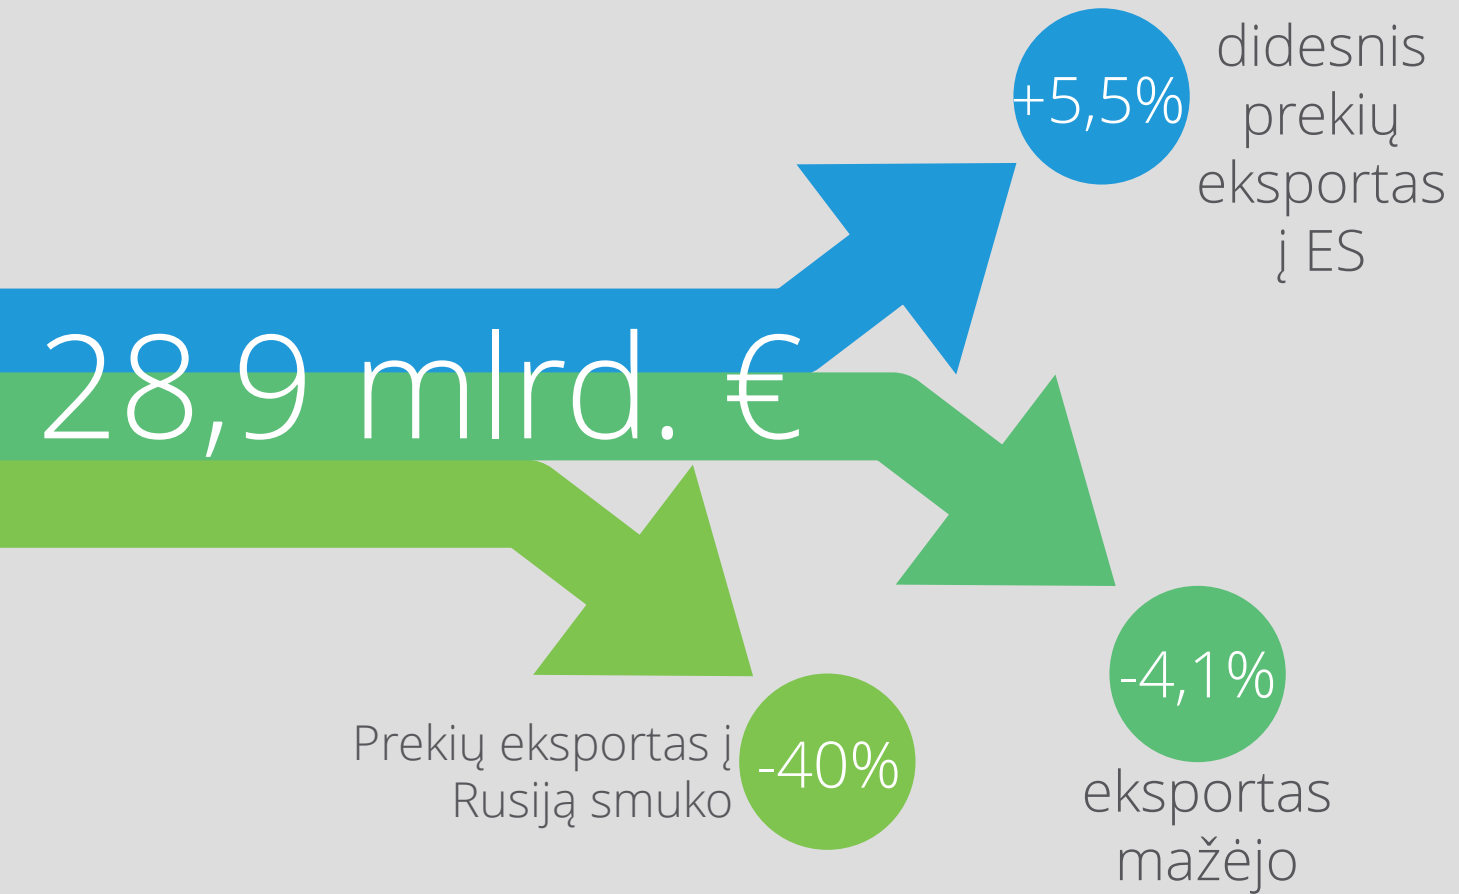 +5,5%
didesnis
prekių
eksportas
į ES
28,9 mlrd. €
Prekių eksportas į
Rusiją smuko
-40%
-4,1%
eksportas
mažėjo